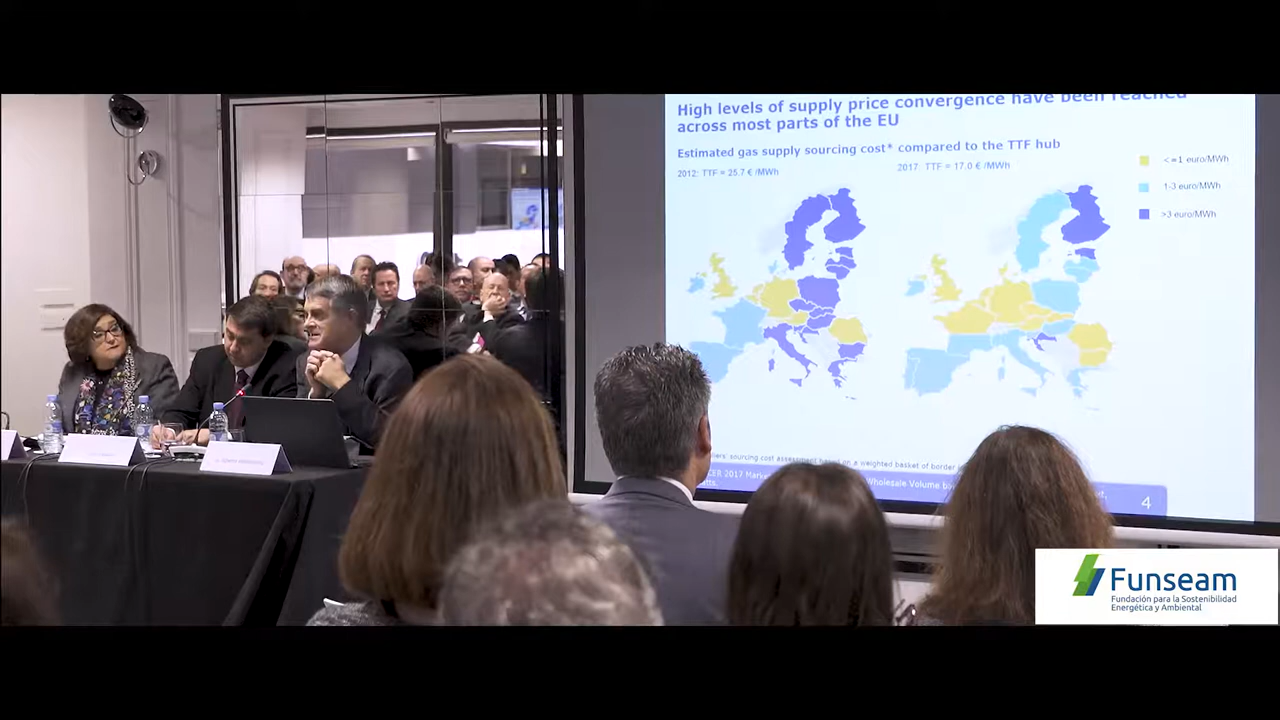 High levels of supply price convergence have been reached
across most parts of the EU
Estimated gas supply sourcing cost* compared to the TTF hub
2012: TTF = 25.7 € /MWh
2017: TTF = 17.0 € /MWh
<=1 euro/MWh
1-3 euro/MWh
>3 euro/MWh
sourcing cost assessment based on a weighted basket of border
2017 Market
Wholesale Volume
4
Funseam
Fundación para la Sostenibilidad
Energética y Ambiental